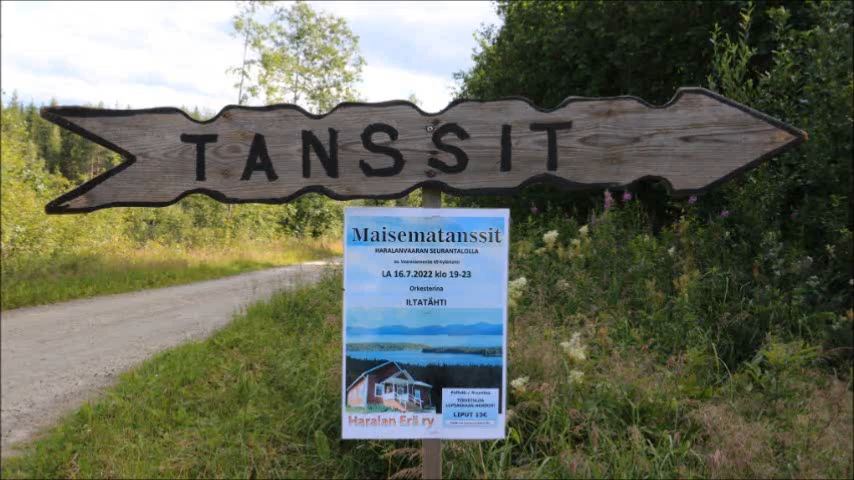 TANSSIT
Maisematanssit
HARALANVAARAN SEURANTALOLLA
LA 16.7.2022 klo 19-23
Orkesterina
ILTATÄHTI
LIPUT 15€
Haralan Erä ry